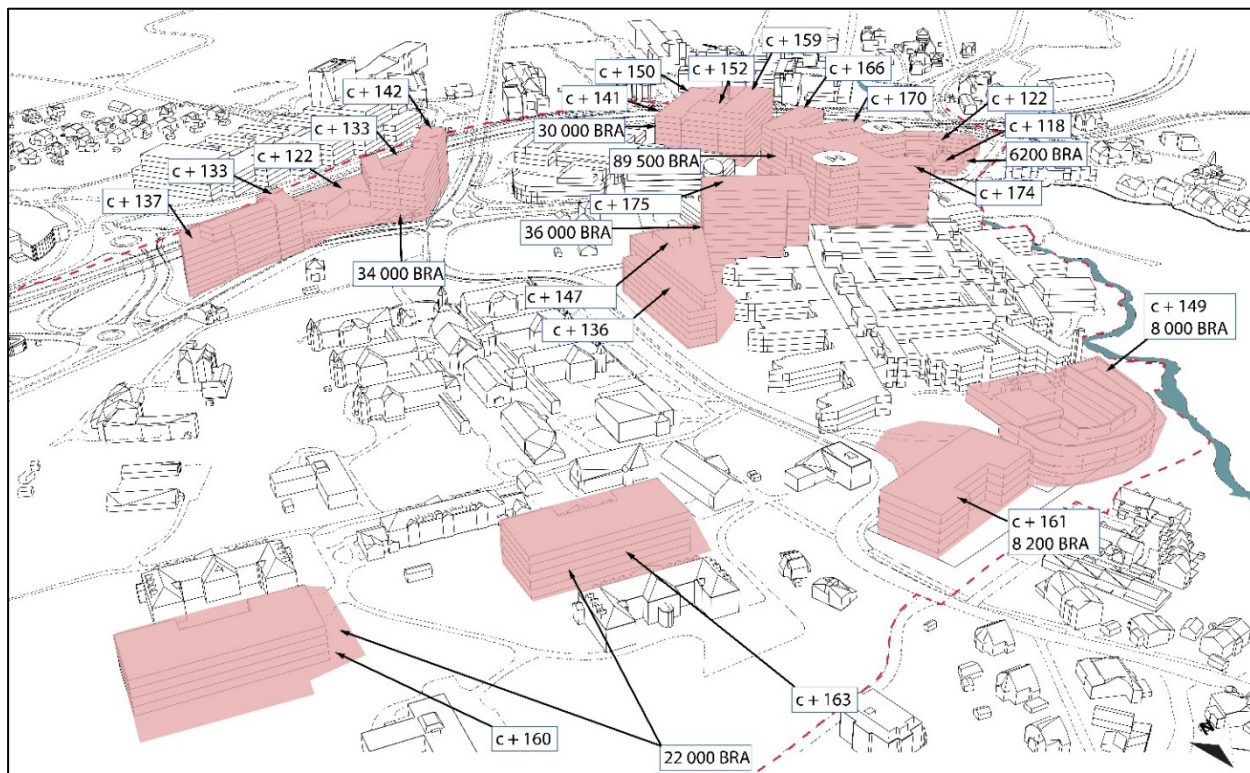 c + 159
c + 150
c + 152
c + 166
c + 142
c + 141
c + 170
c + 122
c + 133
30 000 BRA
c + 118
c + 122
89 500 BRA
6200 BRA
c + 133
c + 137
c + 175
c + 174
36 000 BRA
34 000 BRA
c + 147
c + 136
c + 149
8 000 BRA
c + 161
8 200 BRA
c + 163
c + 160
22 000 BRA
N